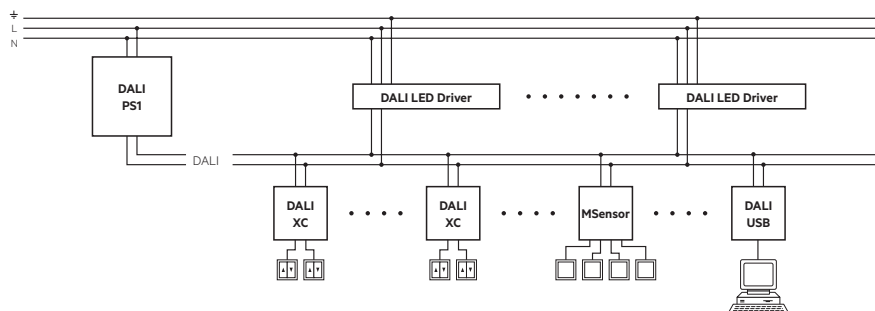 L
N
DALI
PS1
DALI LED Driver
DALI LED Driver
DALI
DALI
XC
DALI
XC
MSensor
DALI
USB